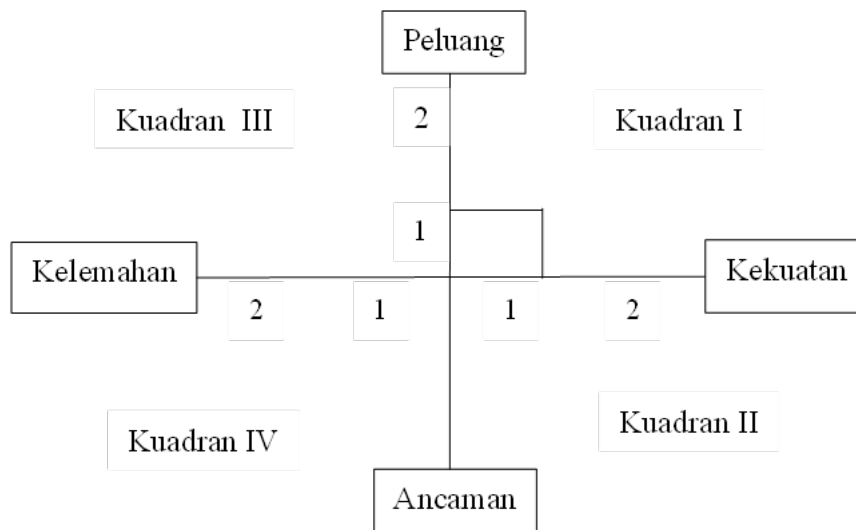 Peluang
Kuadran III
2
Kuadran I
1
Kelemahan
Kekuatan
2
1
1
2
Kuadran IV
Kuadran II
Ancaman